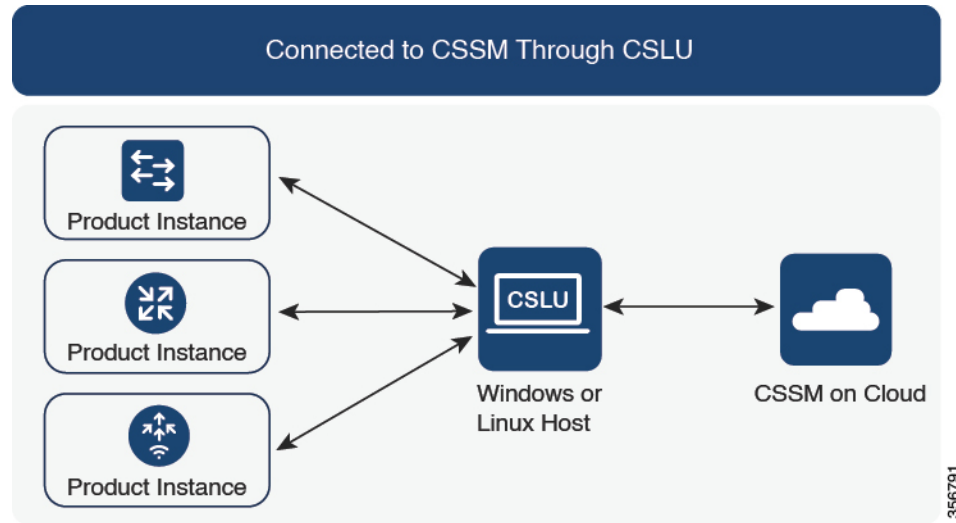 Connected to CSSM Through CSLU
Product Instance
Product Instance
Product Instance
CSLU
Windows or
Linux Host
CSSM on Cloud
356791